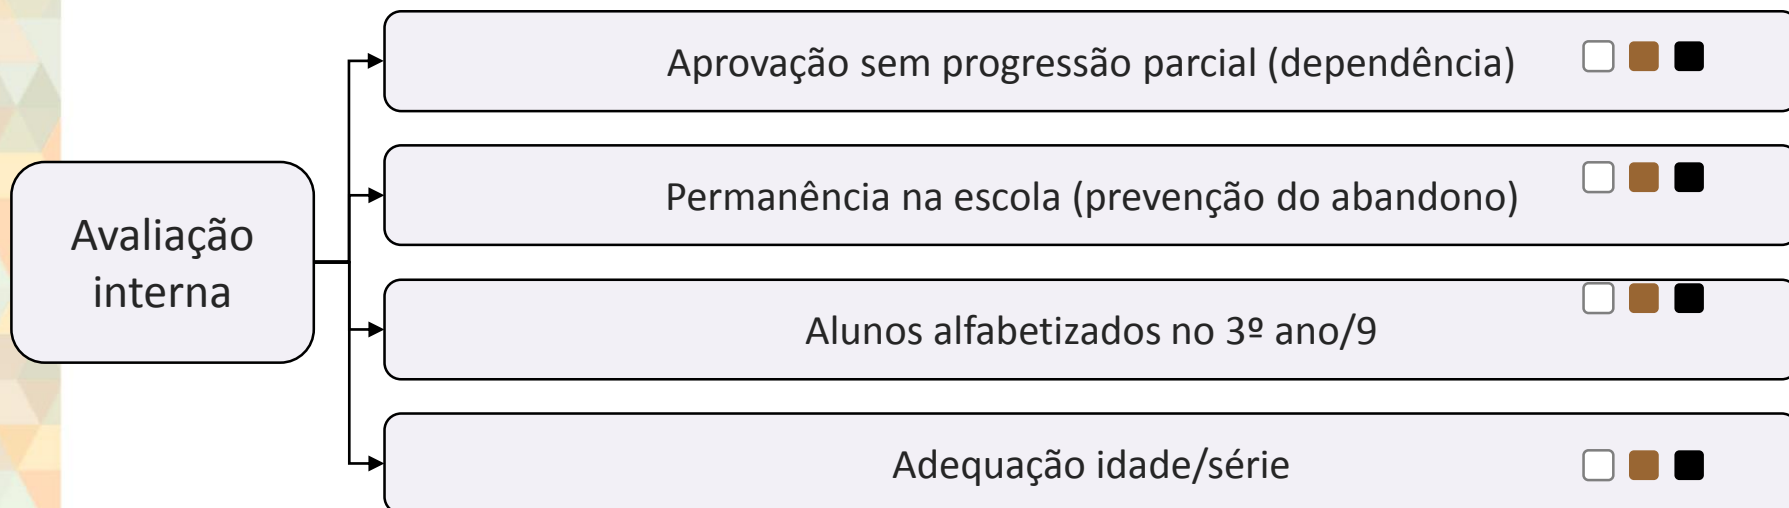 Avaliação
interna
Aprovação sem progressão parcial (dependência)
Permanência na escola (prevenção do abandono)
Alunos alfabetizados no 3º ano/9
Adequação idade/série